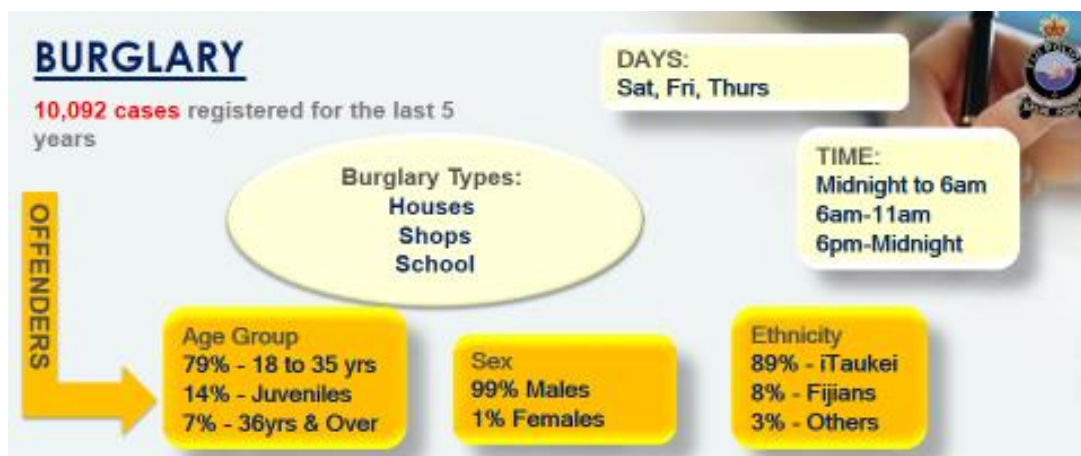 BURGLARY
10,092 cases registered for the last 5
years
DAYS:
Sat, Fri, Thurs
TIME:
Midnight to 6am
6am-11am
6pm-Midnight
Burglary Types:
Houses
Shops
School
OFFENDERS
Age Group
79% - 18 to 35 yrs
14% - Juveniles
7% - 36yrs & Over
Sex
99% Males
1% Females
Ethnicity
89% - iTaukei
8% - Fijians
3% - Others